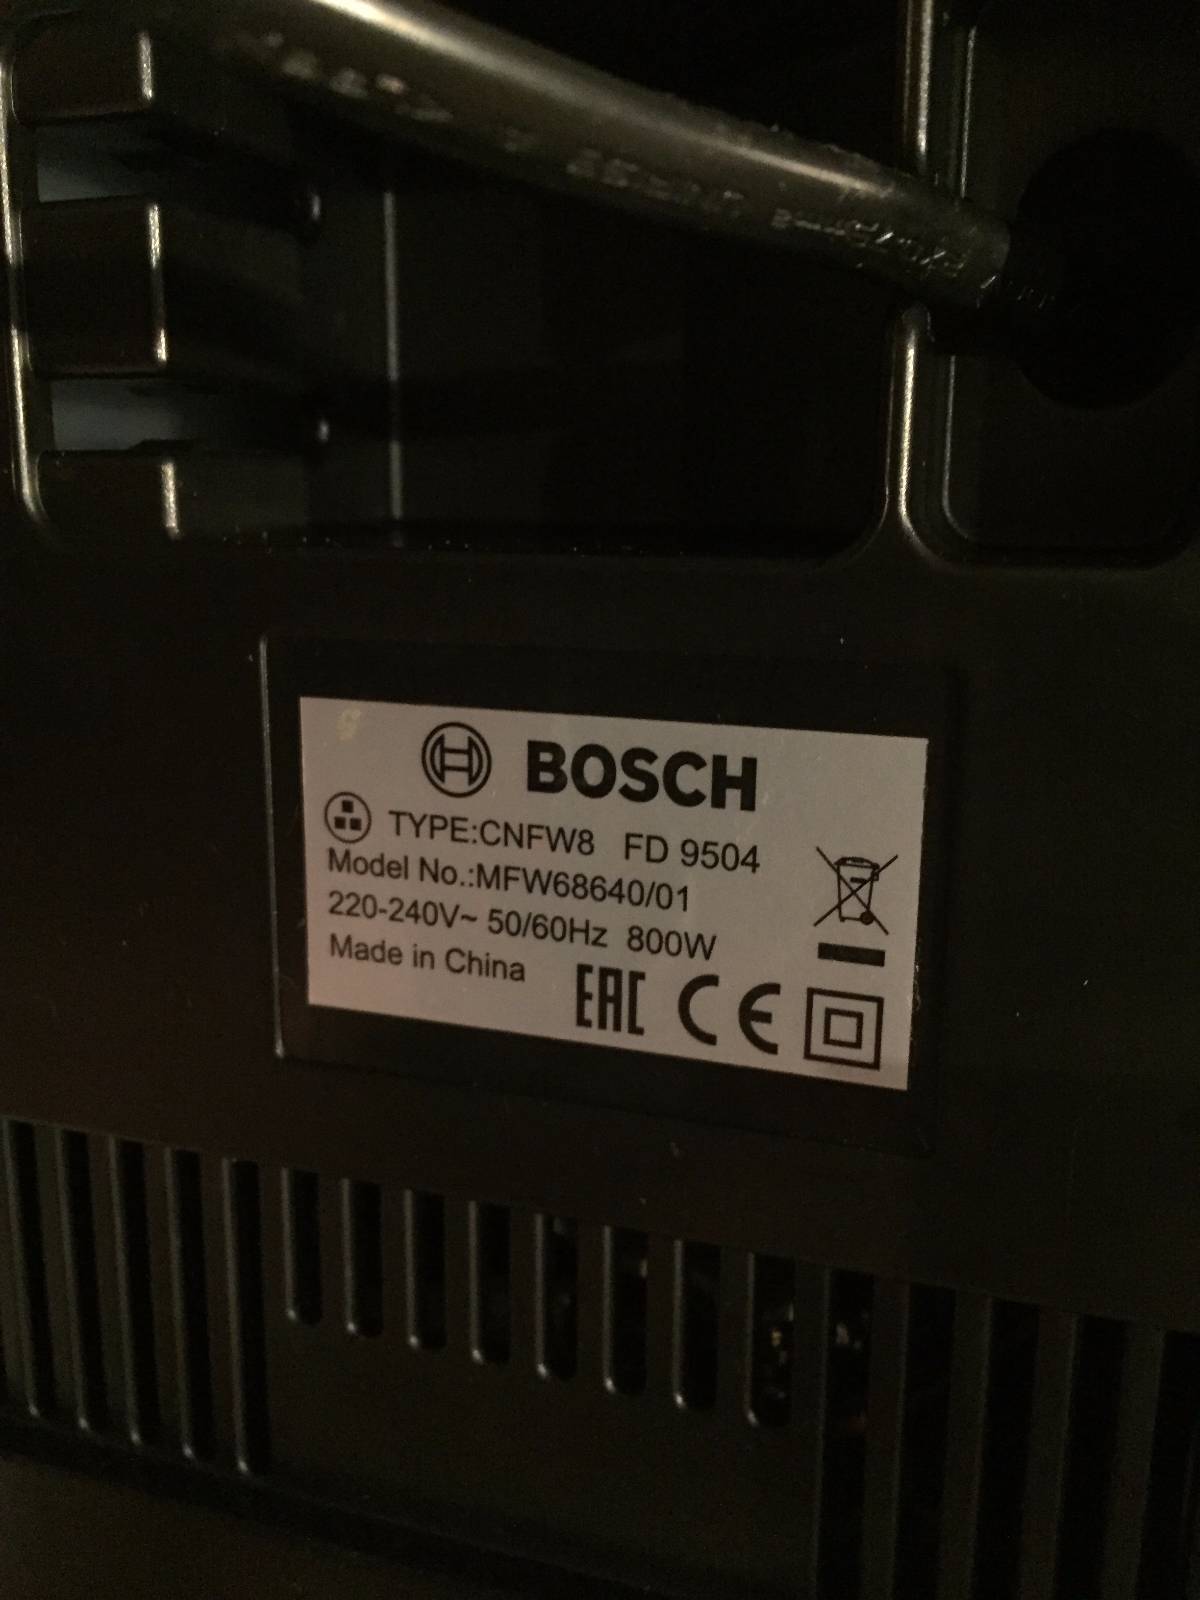 BOSCH
TYPE:CNFW8 FD 9504
Model No.:MFW68640/01
220-240V~ 50/60Hz 800W
Made in China
EAC CE